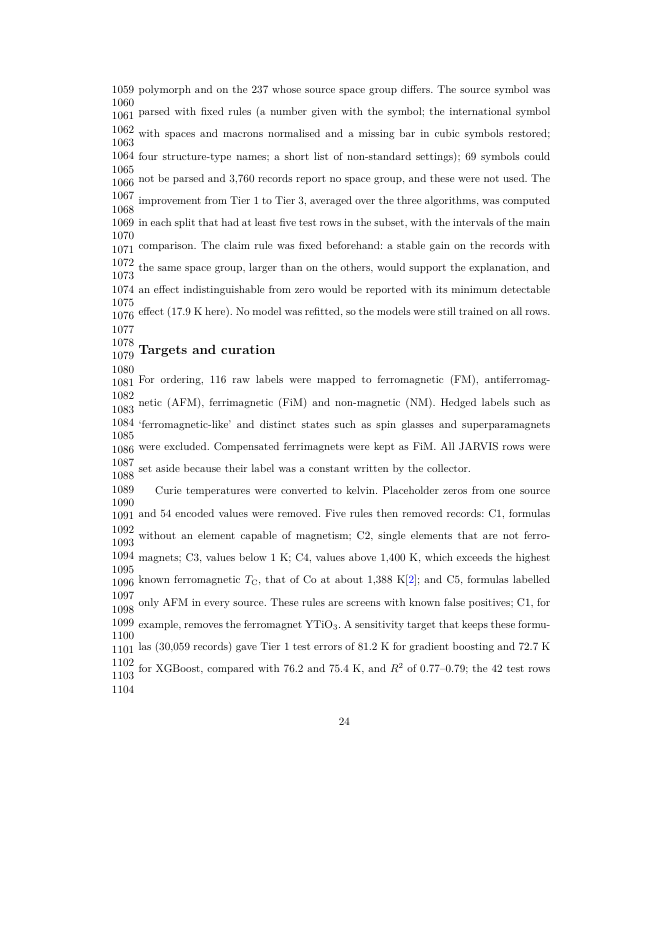 1059 polymorph and on the 237 whose source space group differs. The source symbol was
1060
1061 parsed with fixed rules (a number given with the symbol; the international symbol
1062 with spaces and macrons normalised and a missing bar in cubic symbols restored;
1063
1064 four structure-type names; a short list of non-standard settings); 69 symbols could
1065
1066 not be parsed and 3,760 records report no space group, and these were not used. The
1067 improvement from Tier 1 to Tier 3, averaged over the three algorithms, was computed
1068
1069 in each split that had at least five test rows in the subset, with the intervals of the main
1070
1071 comparison. The claim rule was fixed beforehand: a stable gain on the records with
1072 the same space group, larger than on the others, would support the explanation, and
1073
1074 an effect indistinguishable from zero would be reported with its minimum detectable
1075
1076 effect (17.9 K here). No model was refitted, so the models were still trained on all rows.
1077
1078
1079 Targets and curation
1080
1081 For ordering, 116 raw labels were mapped to ferromagnetic (FM), antiferromag-
1082
1083 netic (AFM), ferrimagnetic (FiM) and non-magnetic (NM). Hedged labels such as
1084 ‘ferromagnetic-like’ and distinct states such as spin glasses and superparamagnets
1085
1086 were excluded. Compensated ferrimagnets were kept as FiM. All JARVIS rows were
1087
1088 set aside because their label was a constant written by the collector.
1089 Curie temperatures were converted to kelvin. Placeholder zeros from one source
1090
1091 and 54 encoded values were removed. Five rules then removed records: C1, formulas
1092
1093 without an element capable of magnetism; C2, single elements that are not ferro-
1094 magnets; C3, values below 1 K; C4, values above 1,400 K, which exceeds the highest
1095
1096 known ferromagnetic T_C, that of Co at about 1,388 K[2]; and C5, formulas labelled
1097
1098 only AFM in every source. These rules are screens with known false positives; C1, for
1099 example, removes the ferromagnet YTiO₃. A sensitivity target that keeps these formu-
1100
1101 las (30,059 records) gave Tier 1 test errors of 81.2 K for gradient boosting and 72.7 K
1102 for XGBoost, compared with 76.2 and 75.4 K, and R² of 0.77–0.79; the 42 test rows
1103
1104
24